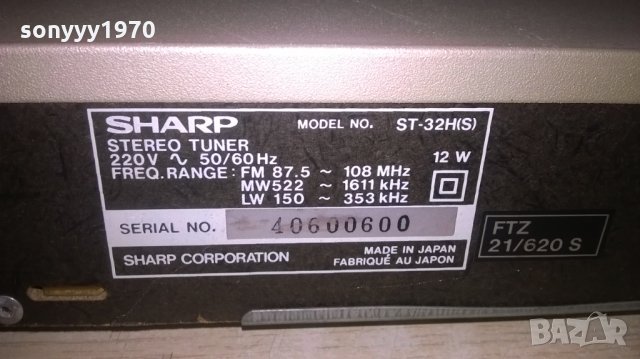 sonyyy1970
SHARP MODEL NO. ST-32H(S)
STEREO TUNER
220V ∿ 50/60Hz 12 W
FREQ. RANGE: FM 87.5 ~ 108 MHz
MW522 ~ 1611 kHz
LW 150 ~ 353 kHz
SERIAL NO. 40600600
SHARP CORPORATION
MADE IN JAPAN
FABRIQUÉ AU JAPON
FTZ
21/620 S
BAZAR
.bg